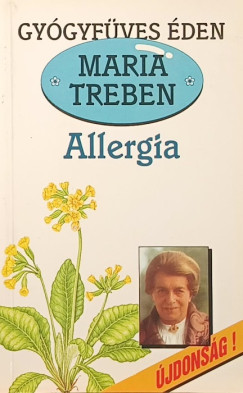 GYÓGYFÜVES ÉDEN
MARIA
TREBEN
Allergia
ÚJDONSÁG!